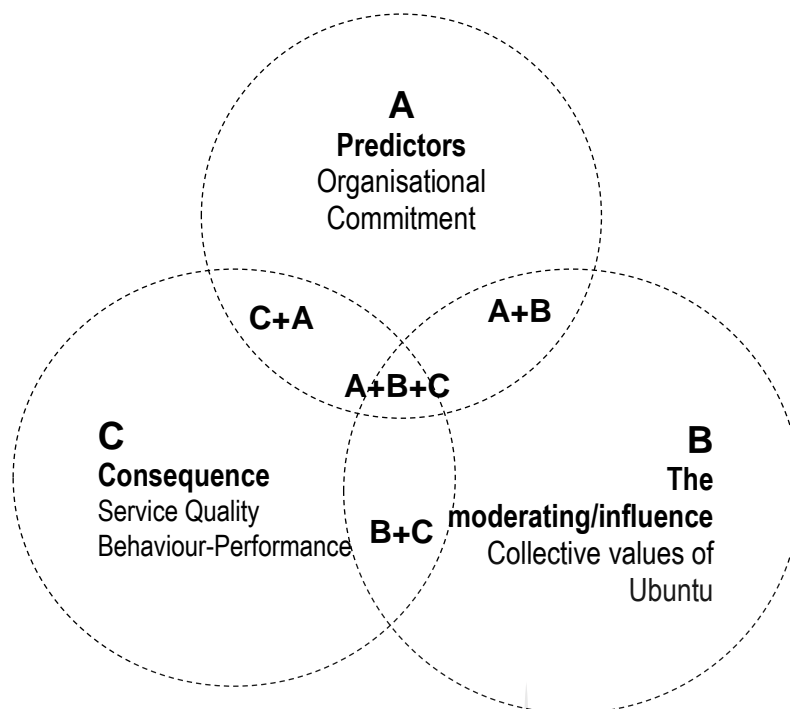 A
Predictors
Organisational
Commitment
C+A
A+B
A+B+C
C
Consequence
Service Quality
Behaviour-Performance
B+C
B
The
moderating/influence
Collective values of
Ubuntu